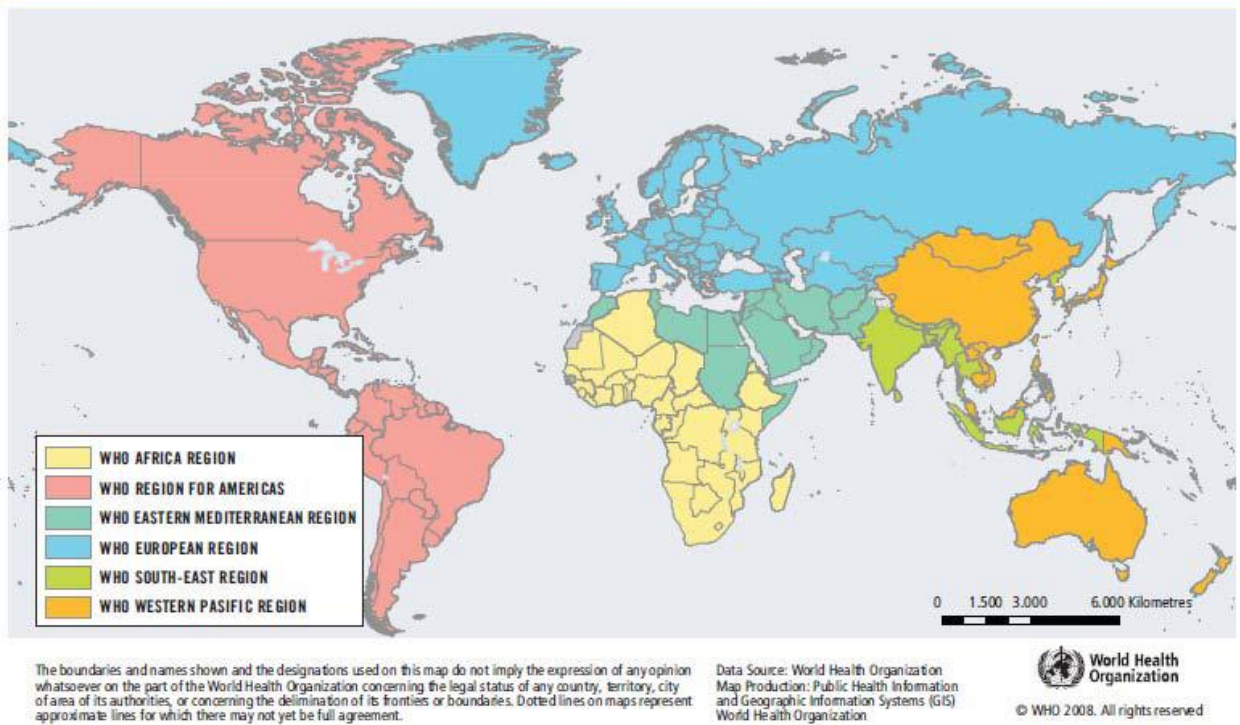 WHO AFRICA REGION
WHO REGION FOR AMERICAS
WHO EASTERN MEDITERRANEAN REGION
WHO EUROPEAN REGION
WHO SOUTH-EAST REGION
WHO WESTERN PASIFIC REGION
0 1.500 3.000 6.000 Kilometres
The boundaries and names shown and the designations used on this map do not imply the expression of any opinion
whatsoever on the part of the World Health Organization concerning the legal status of any country, territory, city
of area of its authorities, or concerning the delimination of its frontiers or boundaries. Dotted lines on maps represent
approximate lines for which there may not yet be full agreement.
Data Source: World Health Organization
Map Production: Public Health Information
and Geographic Information Systems (GIS)
World Health Organization
World Health
Organization
© WHO 2008. All rights reserved